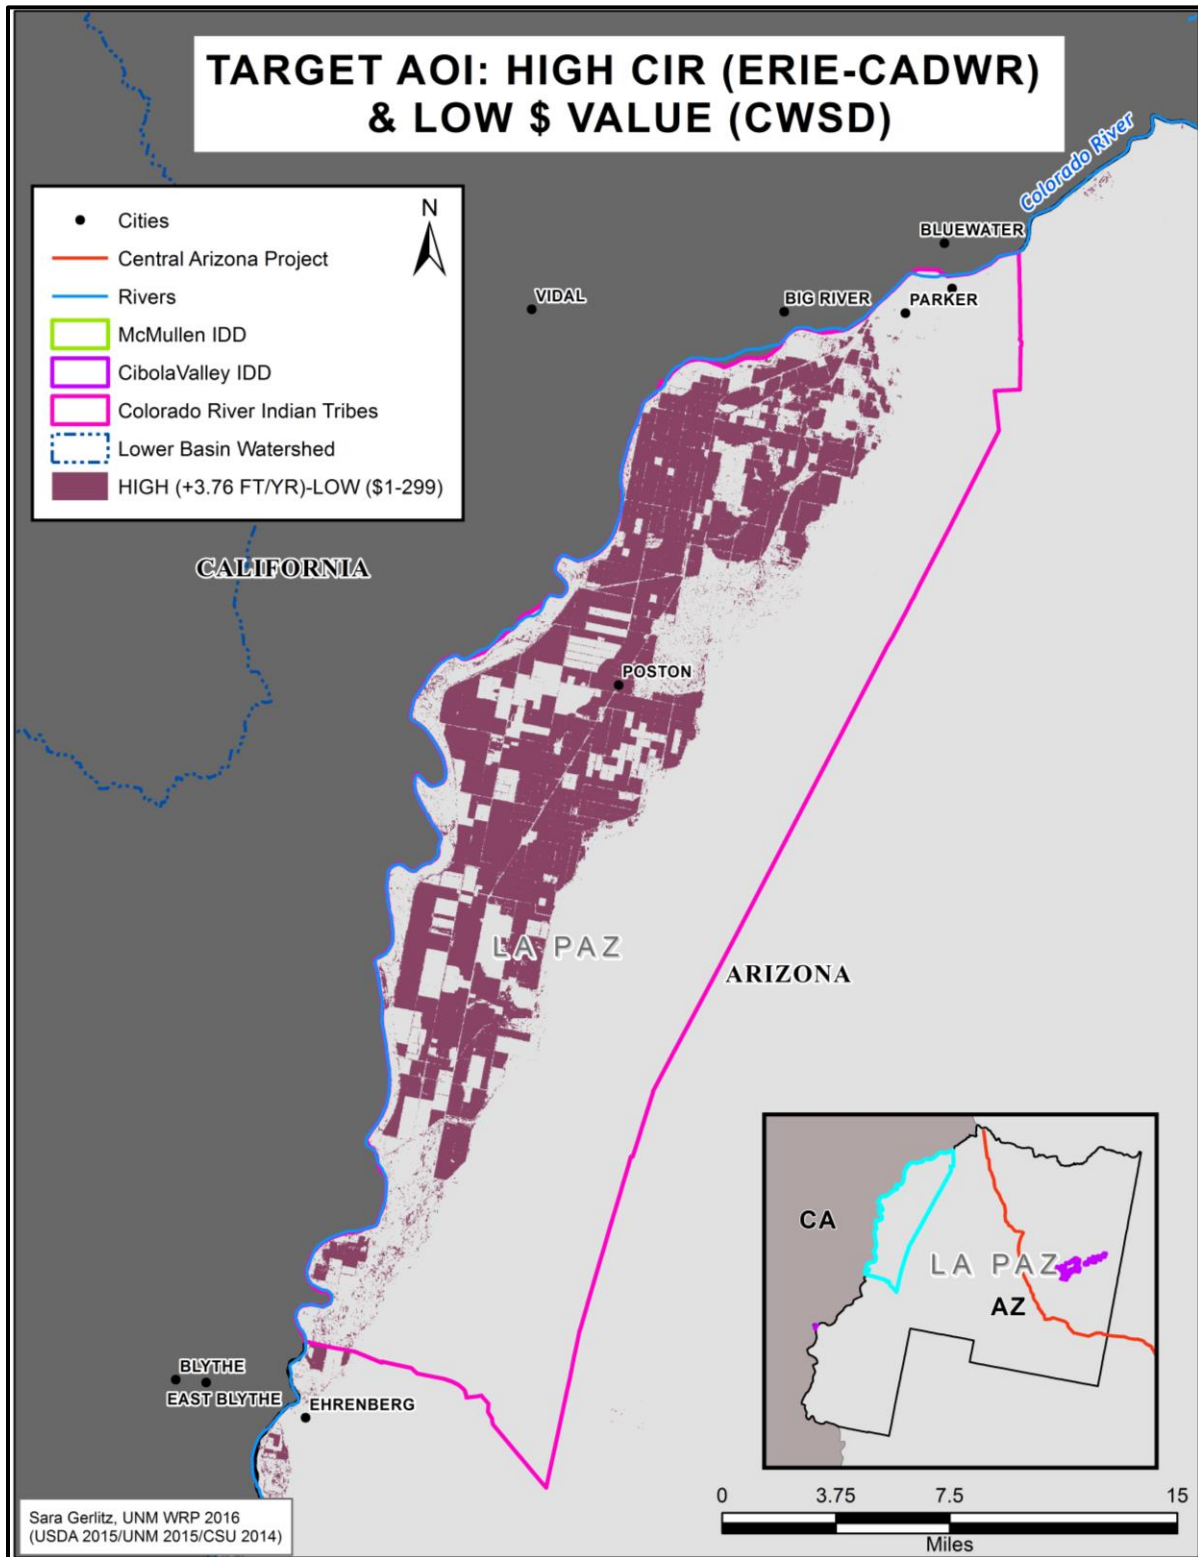 TARGET AOI: HIGH CIR (ERIE-CADWR)
& LOW $ VALUE (CWSD)
Colorado River
N
Cities
Central Arizona Project
Rivers
McMullen IDD
CibolaValley IDD
Colorado River Indian Tribes
Lower Basin Watershed
HIGH (+3.76 FT/YR)-LOW ($1-299)
BLUEWATER
VIDAL
BIG RIVER
PARKER
CALIFORNIA
POSTON
LA PAZ
ARIZONA
CA
LA PAZ
AZ
BLYTHE
EAST BLYTHE
EHRENBERG
0 3.75 7.5 15
Miles
Sara Gerlitz, UNM WRP 2016
(USDA 2015/UNM 2015/CSU 2014)